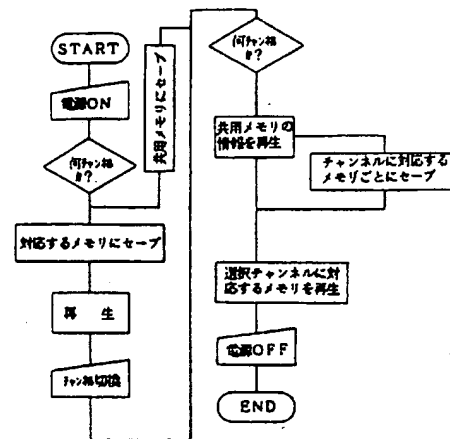 START
電源ON
何チャンネル
か?
共用メモリにセーブ
対応するメモリにセーブ
再 生
チャンネル切換
何チャンネル
か?
共用メモリの
情報を再生
チャンネルに対応する
メモリごとにセーブ
選択チャンネルに対
応するメモリを再生
電源OFF
END